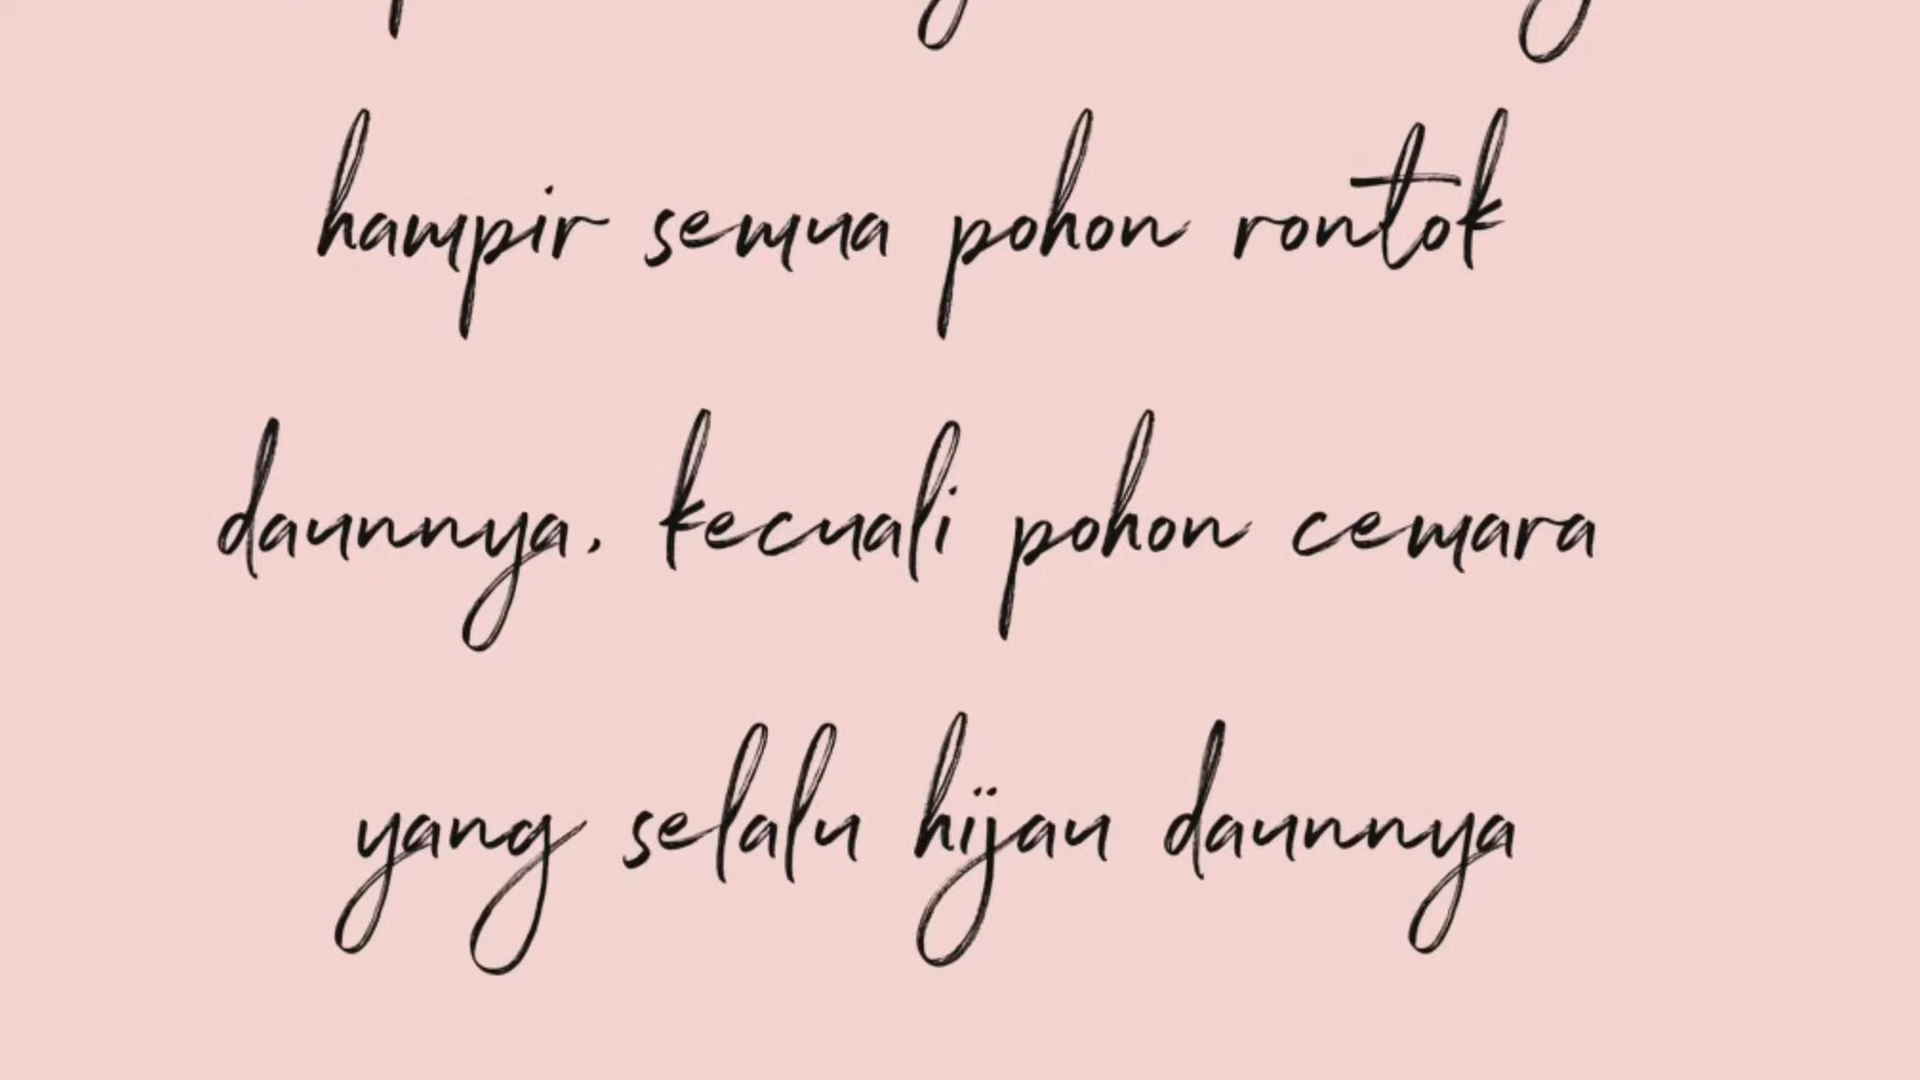 hampir semua pohon rontok
daunnya, kecuali pohon cemara
yang selalu hijau daunnya